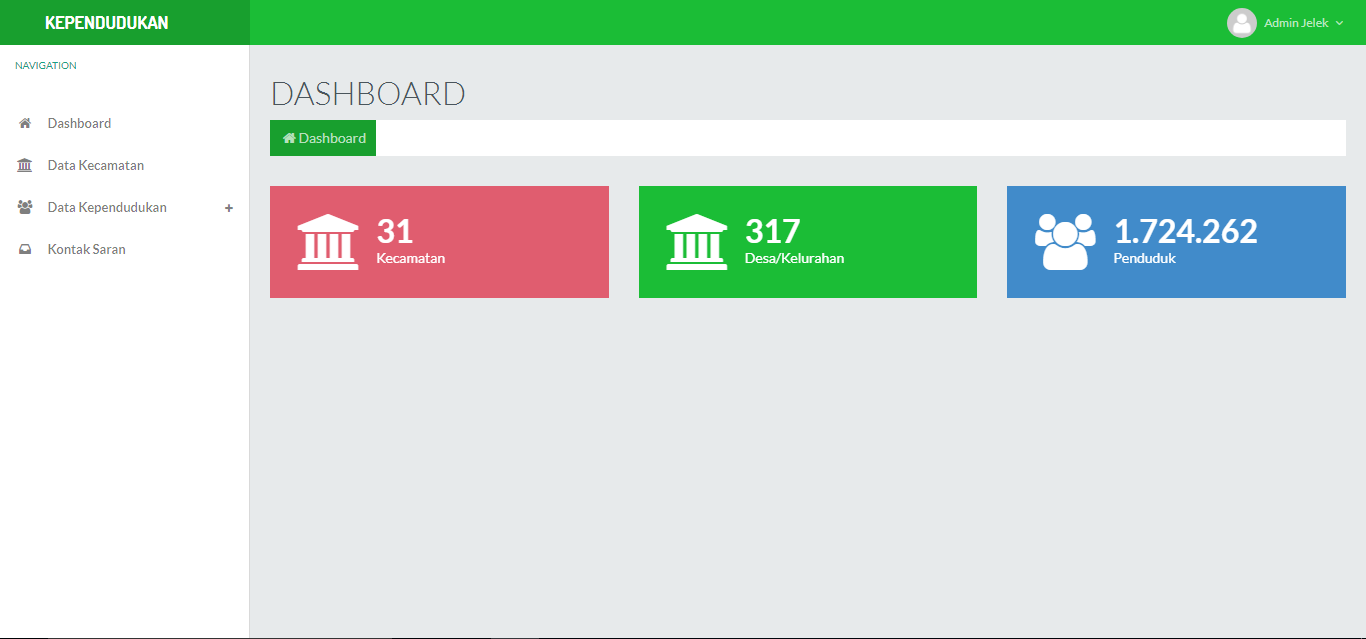 KEPENDUDUKAN
Admin Jelek
NAVIGATION
Dashboard
Data Kecamatan
Data Kependudukan +
Kontak Saran
DASHBOARD
Dashboard
31
Kecamatan
317
Desa/Kelurahan
1.724.262
Penduduk